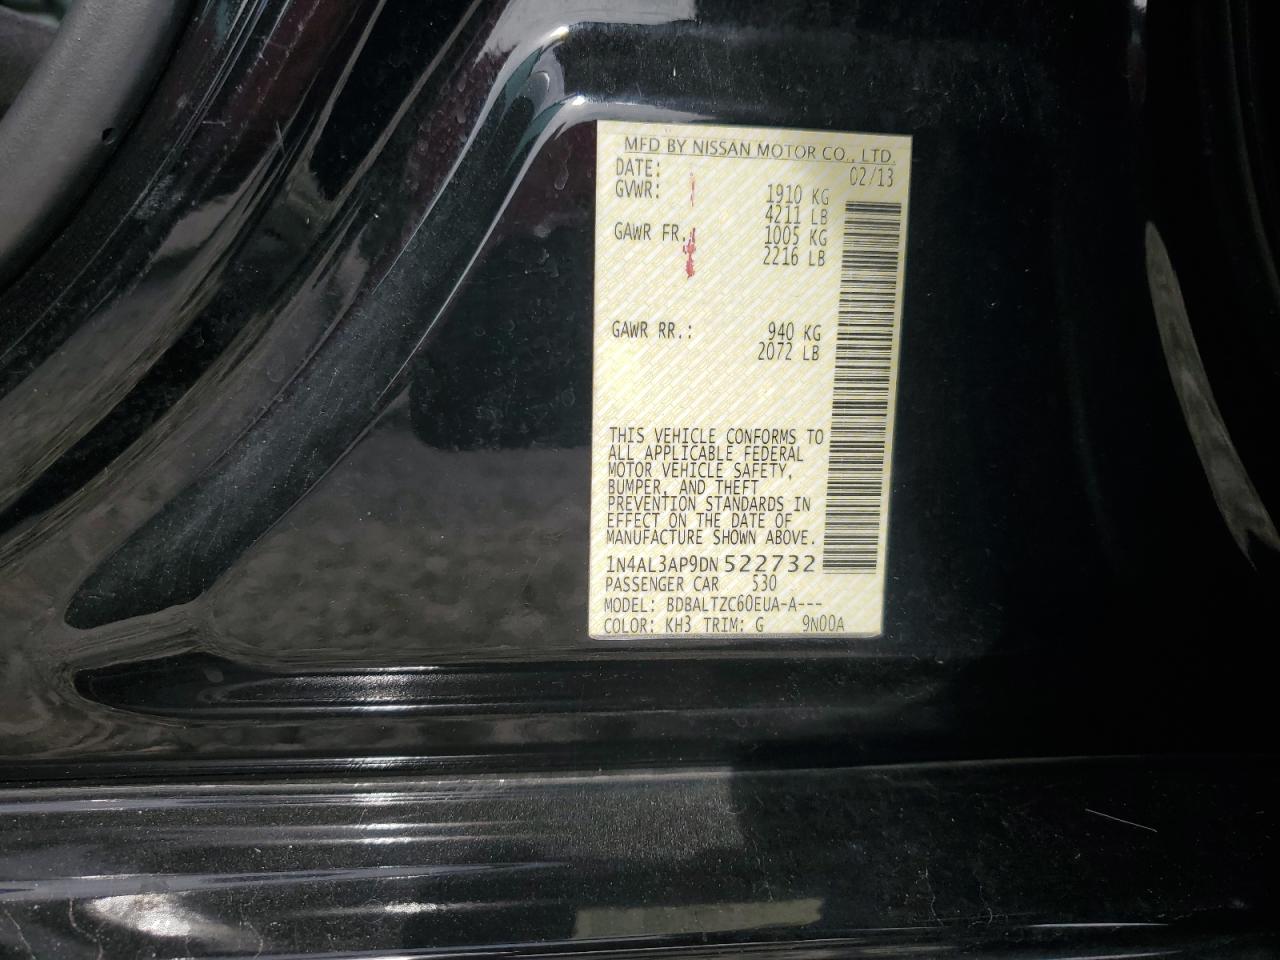 MFD BY NISSAN MOTOR CO., LTD.
DATE: 02/13
GVWR: 1910 KG
4211 LB
GAWR FR.: 1005 KG
2216 LB
GAWR RR.: 940 KG
2072 LB
THIS VEHICLE CONFORMS TO
ALL APPLICABLE FEDERAL
MOTOR VEHICLE SAFETY,
BUMPER, AND THEFT
PREVENTION STANDARDS IN
EFFECT ON THE DATE OF
MANUFACTURE SHOWN ABOVE.
1N4AL3AP9DN522732
PASSENGER CAR 530
MODEL: BDBALTZC60EUA-A---
COLOR: KH3 TRIM: G 9N00A